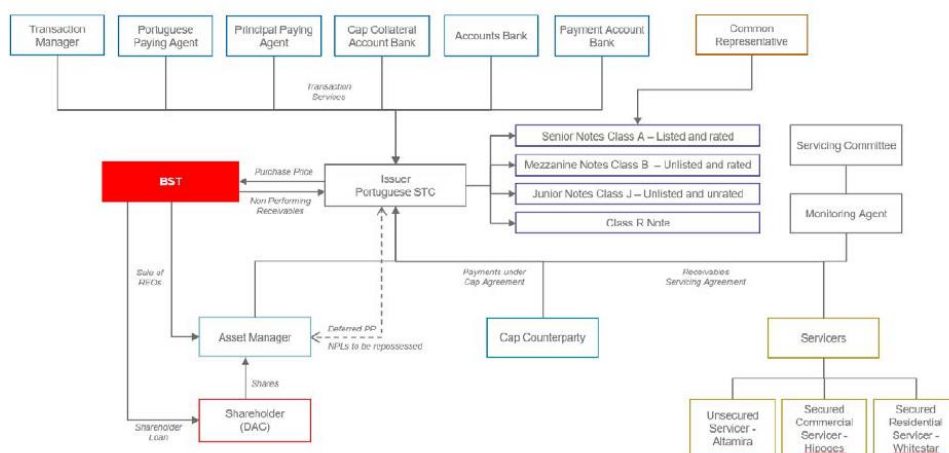 Transaction
Manager
Portuguese
Paying Agent
Principal Paying
Agent
Cap Collateral
Account Bank
Accounts Bank
Payment Account
Bank
Common
Representative
Transaction
Services
Senior Notes Class A – Listed and rated
Mezzanine Notes Class B – Unlisted and rated
Junior Notes Class J – Unlisted and unrated
Class R Note
Servicing Committee
Monitoring Agent
BST
Purchase Price
Non Performing
Receivables
Issuer
Portuguese STC
Sale of
REOs
Payments under
Cap Agreement
Receivables
Servicing Agreement
Asset Manager
Deferred PP
NPLs to be repossessed
Cap Counterparty
Servicers
Shares
Shareholder
Loan
Shareholder
(DAC)
Unsecured
Servicer -
Altamira
Secured
Commercial
Servicer -
Hipoges
Secured
Residential
Servicer -
Whitestar